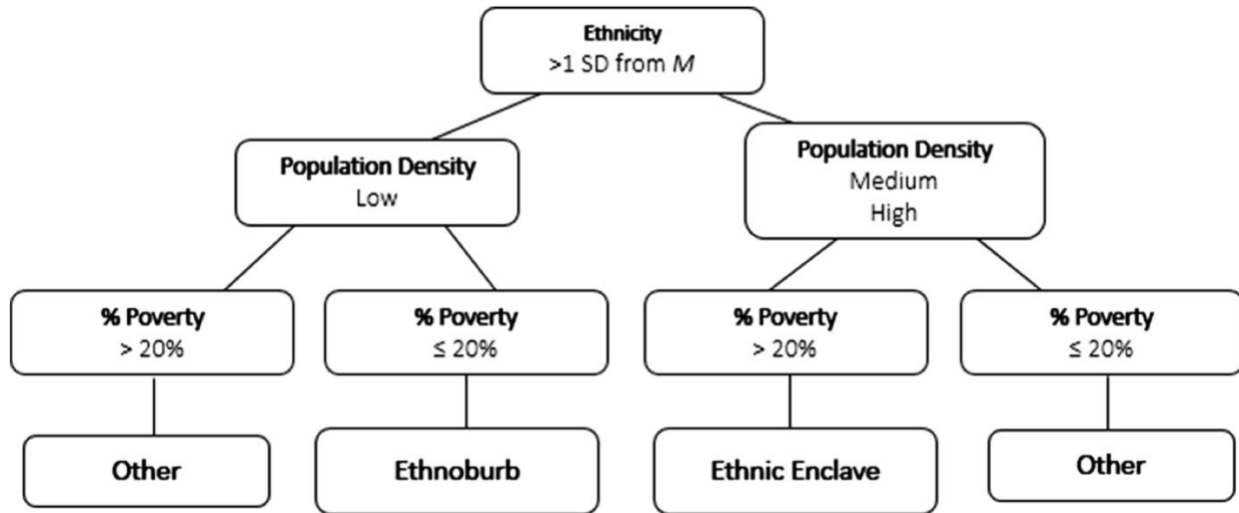 Ethnicity
>1 SD from M
Population Density
Low
Population Density
Medium
High
% Poverty
> 20%
% Poverty
≤ 20%
% Poverty
> 20%
% Poverty
≤ 20%
Other
Ethnoburb
Ethnic Enclave
Other